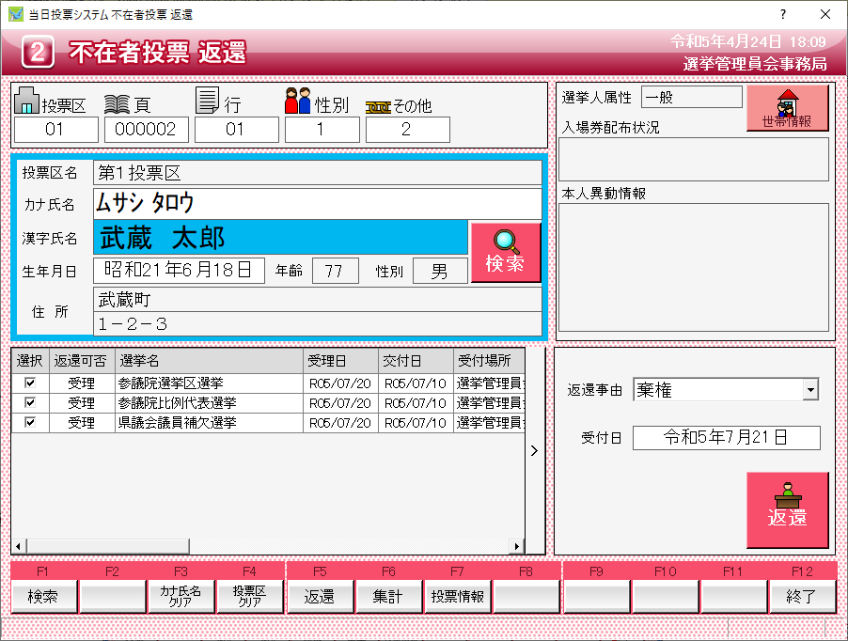 当日投票システム 不在者投票 返還
? ×
2 不在者投票 返還
令和5年4月24日 18:09
選挙管理員会事務局
投票区 頁 行 性別 その他
01 000002 01 1 2
投票区名 第1投票区
カナ氏名 ムサシ タロウ
漢字氏名 武蔵 太郎
検索
生年月日 昭和21年6月18日 年齢 77 性別 男
住所 武蔵町
1-2-3
選挙人属性 一般
世帯情報
入場券配布状況
本人異動情報
選択 返還可否 選挙名 受理日 交付日 受付場所
受理 参議院選挙区選挙 R05/07/20 R05/07/10 選挙管理員
受理 参議院比例代表選挙 R05/07/20 R05/07/10 選挙管理員
受理 県議会議員補欠選挙 R05/07/20 R05/07/10 選挙管理員
返還事由 棄権
受付日 令和5年7月21日
返還
F1 F2 F3 F4 F5 F6 F7 F8 F9 F10 F11 F12
検索 カナ氏名クリア 投票区クリア 返還 集計 投票情報 終了